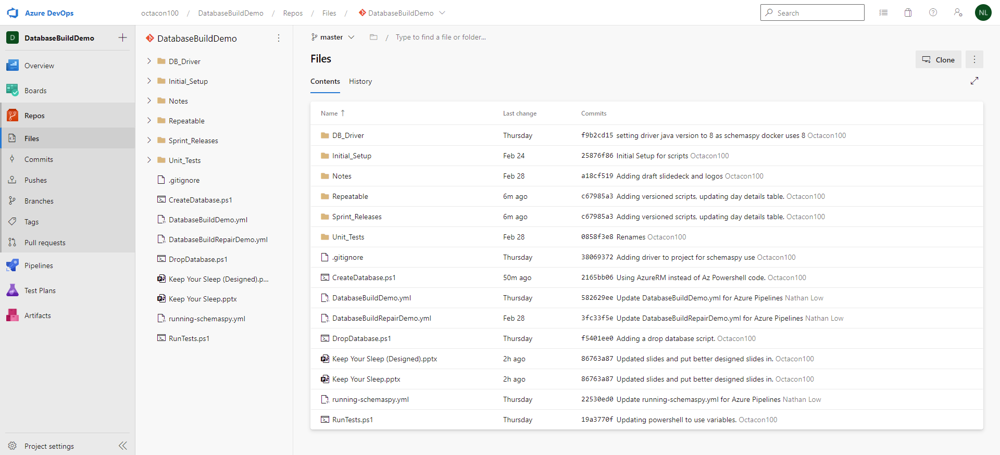 Azure DevOps
octacon100 / DatabaseBuildDemo / Repos / Files / DatabaseBuildDemo
Search
NL
D DatabaseBuildDemo
Overview
Boards
Repos
Files
Commits
Pushes
Branches
Tags
Pull requests
Pipelines
Test Plans
Artifacts
Project settings
DatabaseBuildDemo
DB_Driver
Initial_Setup
Notes
Repeatable
Sprint_Releases
Unit_Tests
.gitignore
CreateDatabase.ps1
DatabaseBuildDemo.yml
DatabaseBuildRepairDemo.yml
DropDatabase.ps1
Keep Your Sleep (Designed).p...
Keep Your Sleep.pptx
running-schemaspy.yml
RunTests.ps1
master / Type to find a file or folder...
Files
Clone
Contents History
Name Last change Commits
DB_Driver Thursday f9b2cd15 setting driver java version to 8 as schemaspy docker uses 8 Octacon100
Initial_Setup Feb 24 25876f86 Initial Setup for scripts Octacon100
Notes Feb 28 a18cf519 Adding draft slidedeck and logos Octacon100
Repeatable 6m ago c67985a3 Adding versioned scripts, updating day details table. Octacon100
Sprint_Releases 6m ago c67985a3 Adding versioned scripts, updating day details table. Octacon100
Unit_Tests Feb 28 0858f3e8 Renames Octacon100
.gitignore Thursday 38069372 Adding driver to project for schemaspy use Octacon100
CreateDatabase.ps1 50m ago 2165bb06 Using AzureRM instead of Az Powershell code. Octacon100
DatabaseBuildDemo.yml Thursday 582629ee Update DatabaseBuildDemo.yml for Azure Pipelines Nathan Low
DatabaseBuildRepairDemo.yml Feb 28 3fc33f5e Update DatabaseBuildRepairDemo.yml for Azure Pipelines Nathan Low
DropDatabase.ps1 Thursday f5401ee0 Adding a drop database script. Octacon100
Keep Your Sleep (Designed).pptx 2h ago 86763a87 Updated slides and put better designed slides in. Octacon100
Keep Your Sleep.pptx 2h ago 86763a87 Updated slides and put better designed slides in. Octacon100
running-schemaspy.yml Thursday 22530ed0 Update running-schemaspy.yml for Azure Pipelines Nathan Low
RunTests.ps1 Thursday 19a3770f Updating powershell to use variables. Octacon100